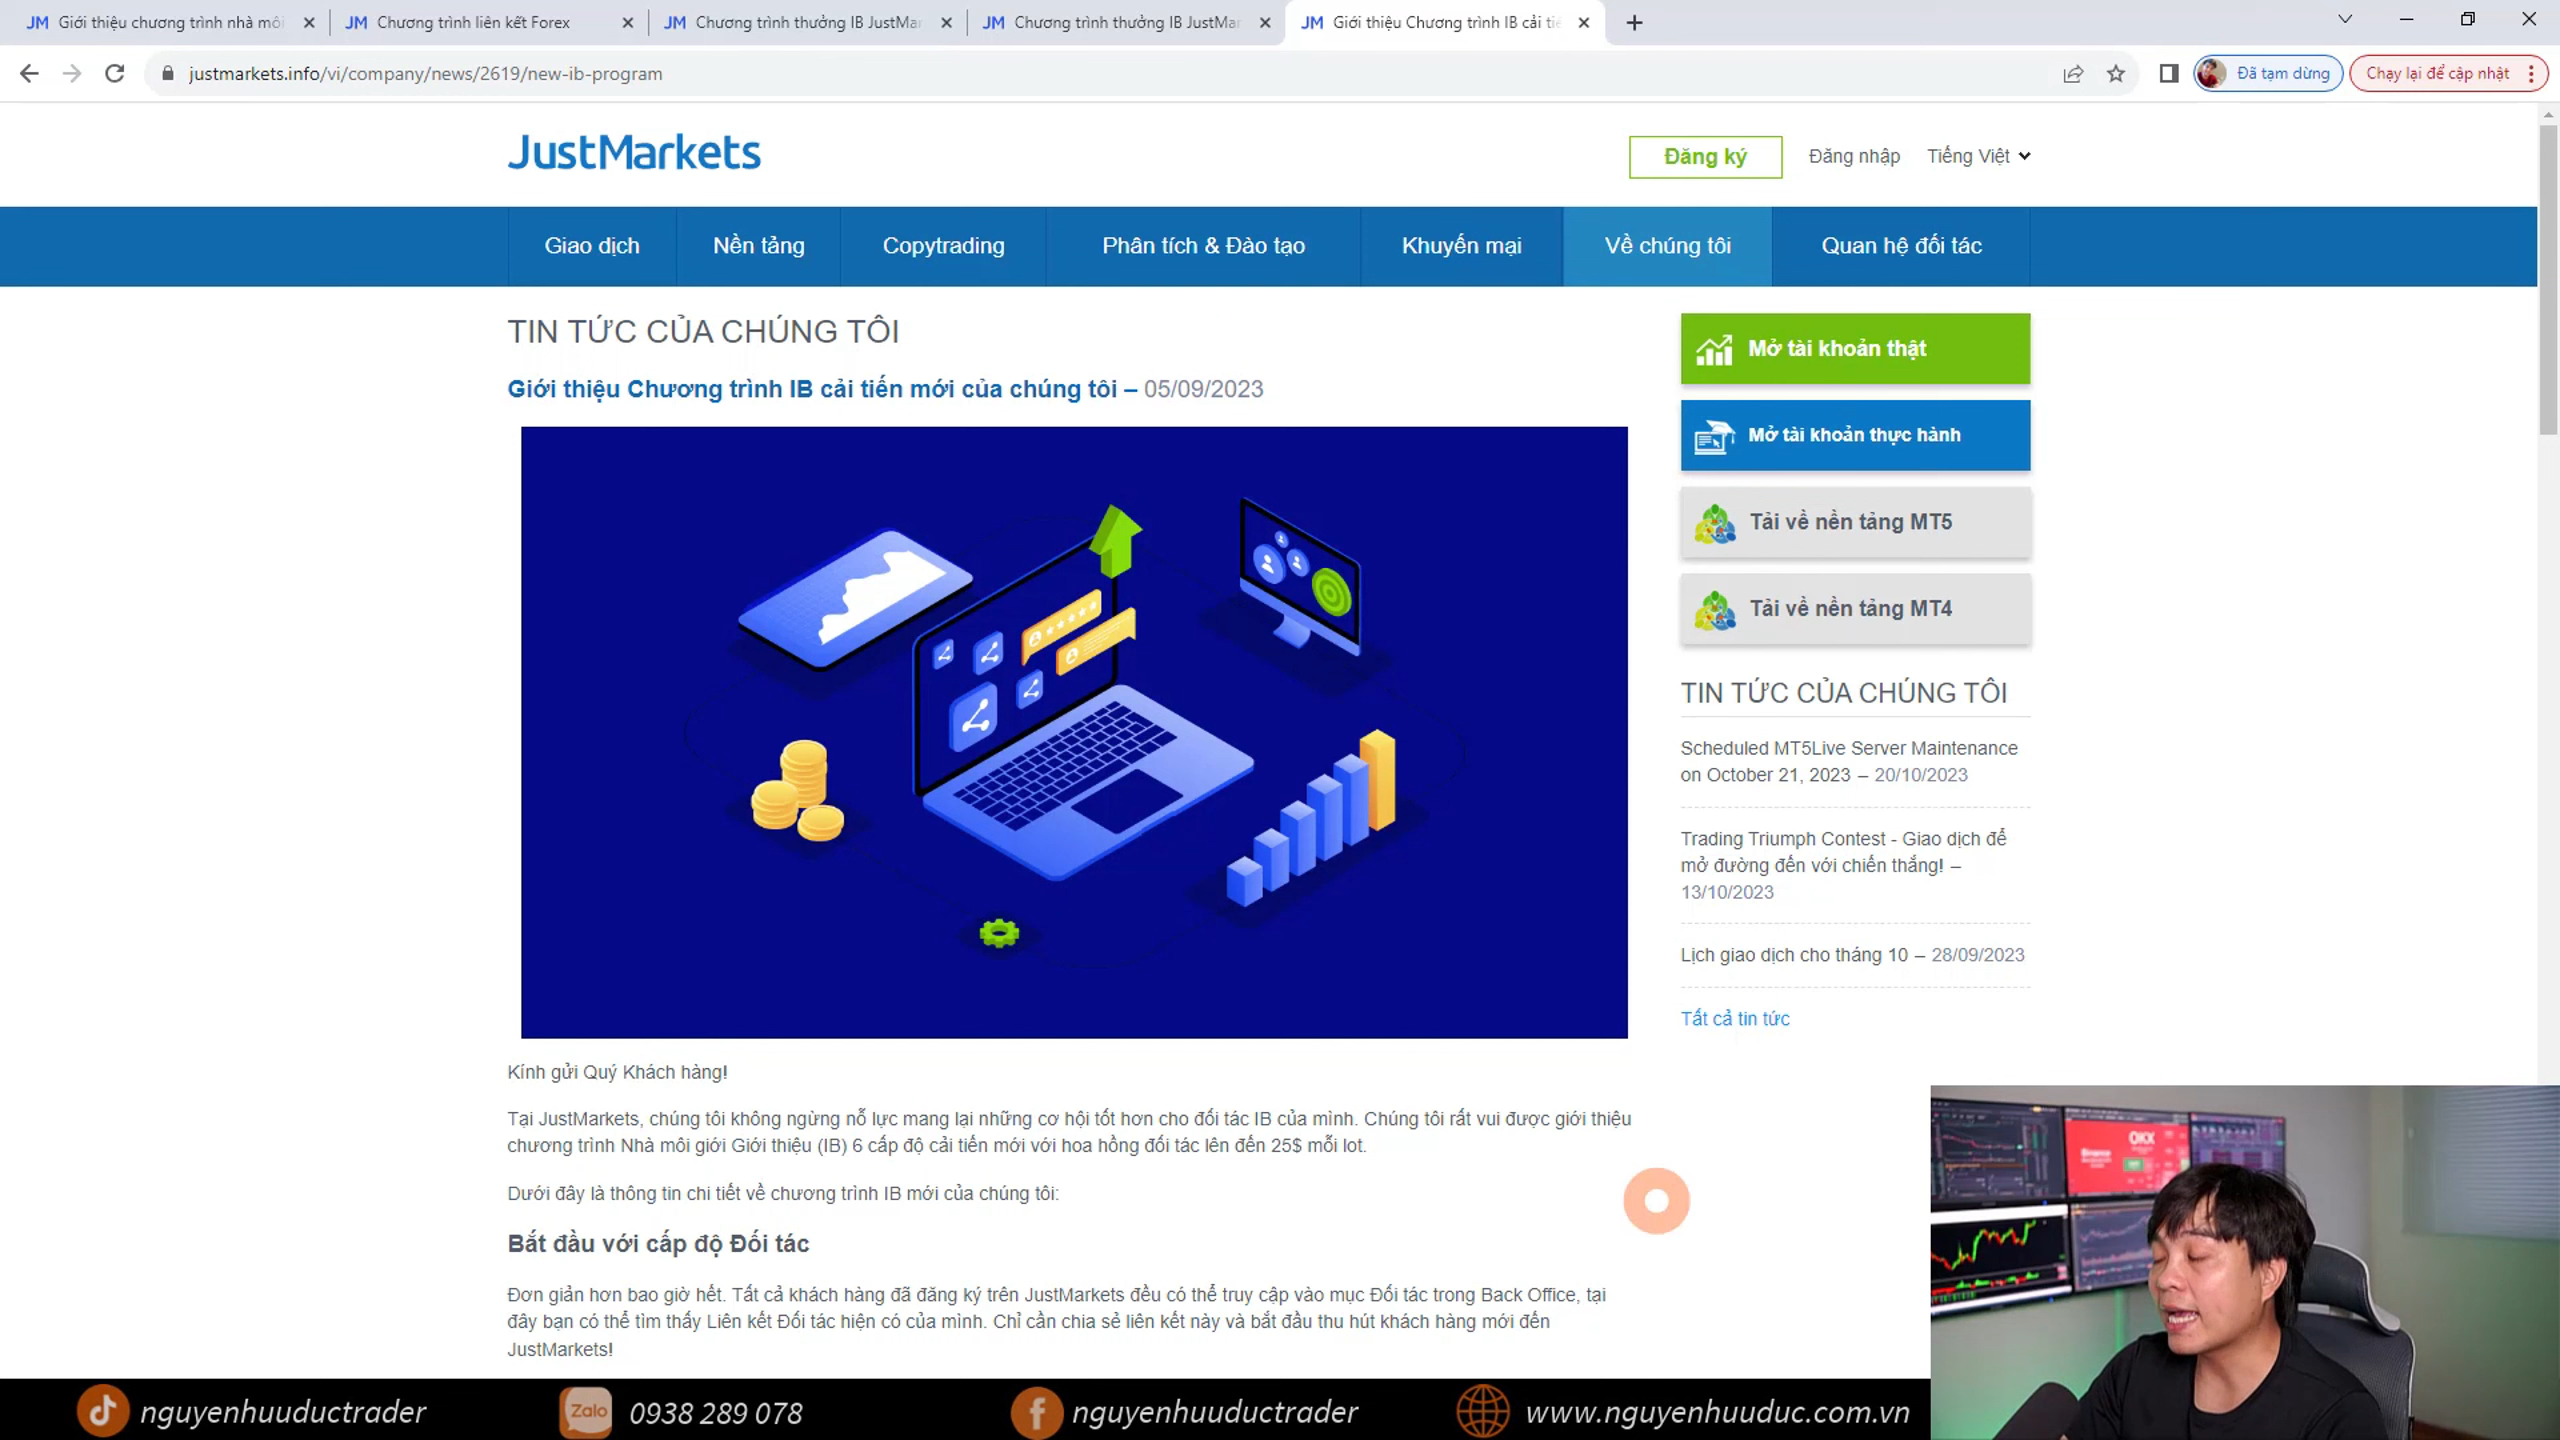 JM Giới thiệu chương trình nhà môi
JM Chương trình liên kết Forex
JM Chương trình thưởng IB JustMar
JM Chương trình thưởng IB JustMar
JM Giới thiệu Chương trình IB cải tiế
justmarkets.info/vi/company/news/2619/new-ib-program
Đã tạm dừng
Chạy lại để cập nhật
JustMarkets
Đăng ký
Đăng nhập
Tiếng Việt
Giao dịch
Nền tảng
Copytrading
Phân tích & Đào tạo
Khuyến mại
Về chúng tôi
Quan hệ đối tác
TIN TỨC CỦA CHÚNG TÔI
Giới thiệu Chương trình IB cải tiến mới của chúng tôi – 05/09/2023
Kính gửi Quý Khách hàng!
Tại JustMarkets, chúng tôi không ngừng nỗ lực mang lại những cơ hội tốt hơn cho đối tác IB của mình. Chúng tôi rất vui được giới thiệu
chương trình Nhà môi giới Giới thiệu (IB) 6 cấp độ cải tiến mới với hoa hồng đối tác lên đến 25$ mỗi lot.
Dưới đây là thông tin chi tiết về chương trình IB mới của chúng tôi:
Bắt đầu với cấp độ Đối tác
Đơn giản hơn bao giờ hết. Tất cả khách hàng đã đăng ký trên JustMarkets đều có thể truy cập vào mục Đối tác trong Back Office, tại
đây bạn có thể tìm thấy Liên kết Đối tác hiện có của mình. Chỉ cần chia sẻ liên kết này và bắt đầu thu hút khách hàng mới đến
JustMarkets!
Mở tài khoản thật
Mở tài khoản thực hành
Tải về nền tảng MT5
Tải về nền tảng MT4
TIN TỨC CỦA CHÚNG TÔI
Scheduled MT5Live Server Maintenance
on October 21, 2023 – 20/10/2023
Trading Triumph Contest - Giao dịch để
mở đường đến với chiến thắng! –
13/10/2023
Lịch giao dịch cho tháng 10 – 28/09/2023
Tất cả tin tức
OKX
nguyenhuuductrader
Zalo
0938 289 078
nguyenhuuductrader
www.nguyenhuuduc.com.vn